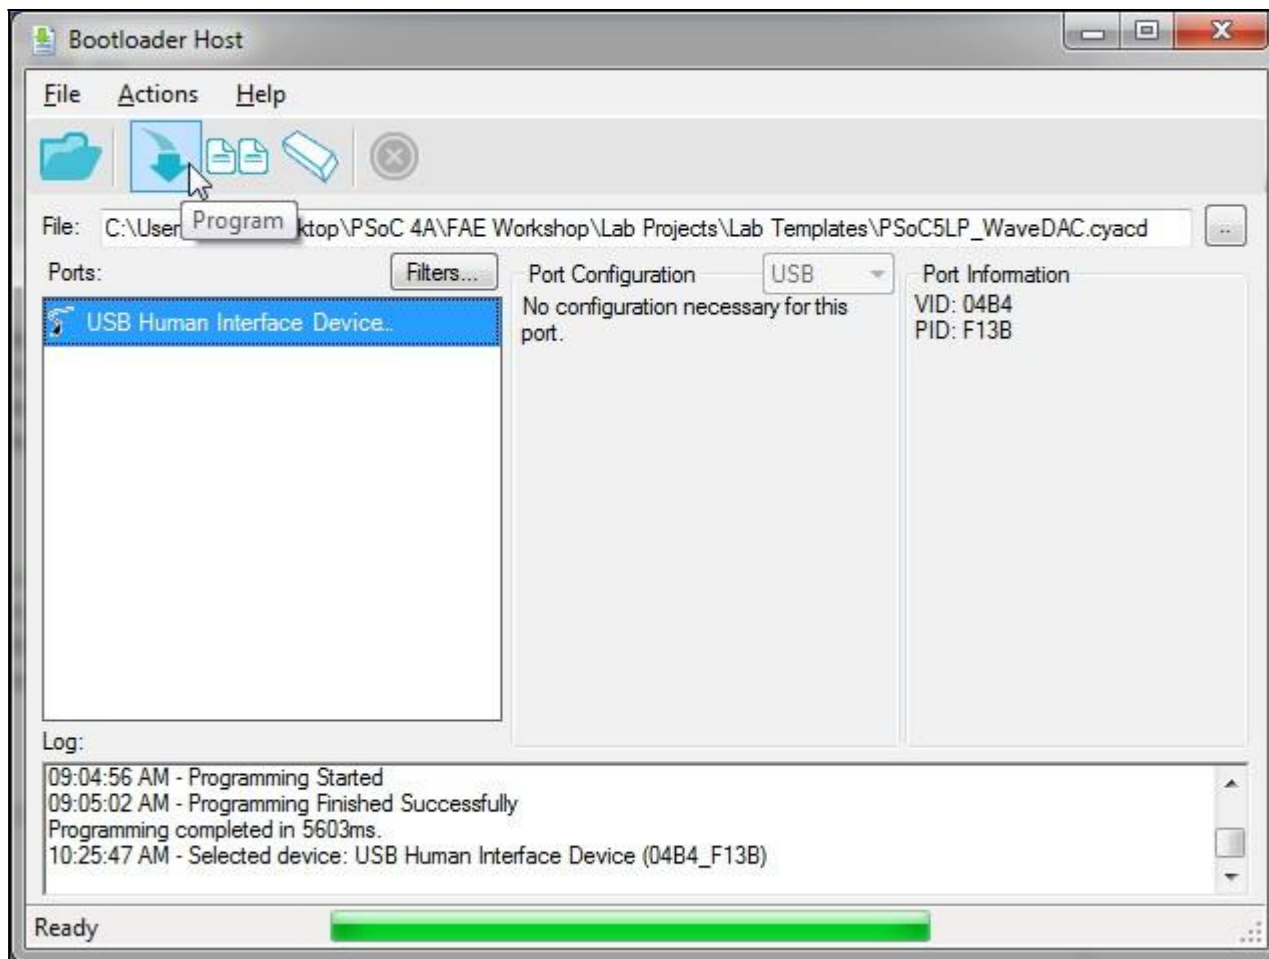 Bootloader Host
File Actions Help
Program
File: C:\User ktop\PSoC 4A\FAE Workshop\Lab Projects\Lab Templates\PSoC5LP_WaveDAC.cyacd ..
Ports: Filters...
USB Human Interface Device..
Port Configuration USB
No configuration necessary for this
port.
Port Information
VID: 04B4
PID: F13B
Log:
09:04:56 AM - Programming Started
09:05:02 AM - Programming Finished Successfully
Programming completed in 5603ms.
10:25:47 AM - Selected device: USB Human Interface Device (04B4_F13B)
Ready